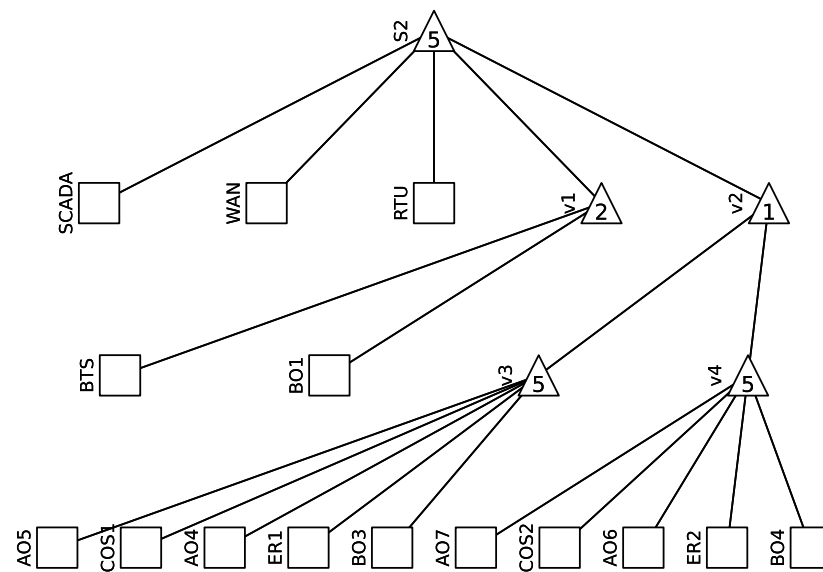 S2
5
SCADA
WAN
RTU
v1
2
v2
1
BTS
BO1
v3
5
v4
5
AO5
COS1
AO4
ER1
BO3
AO7
COS2
AO6
ER2
BO4